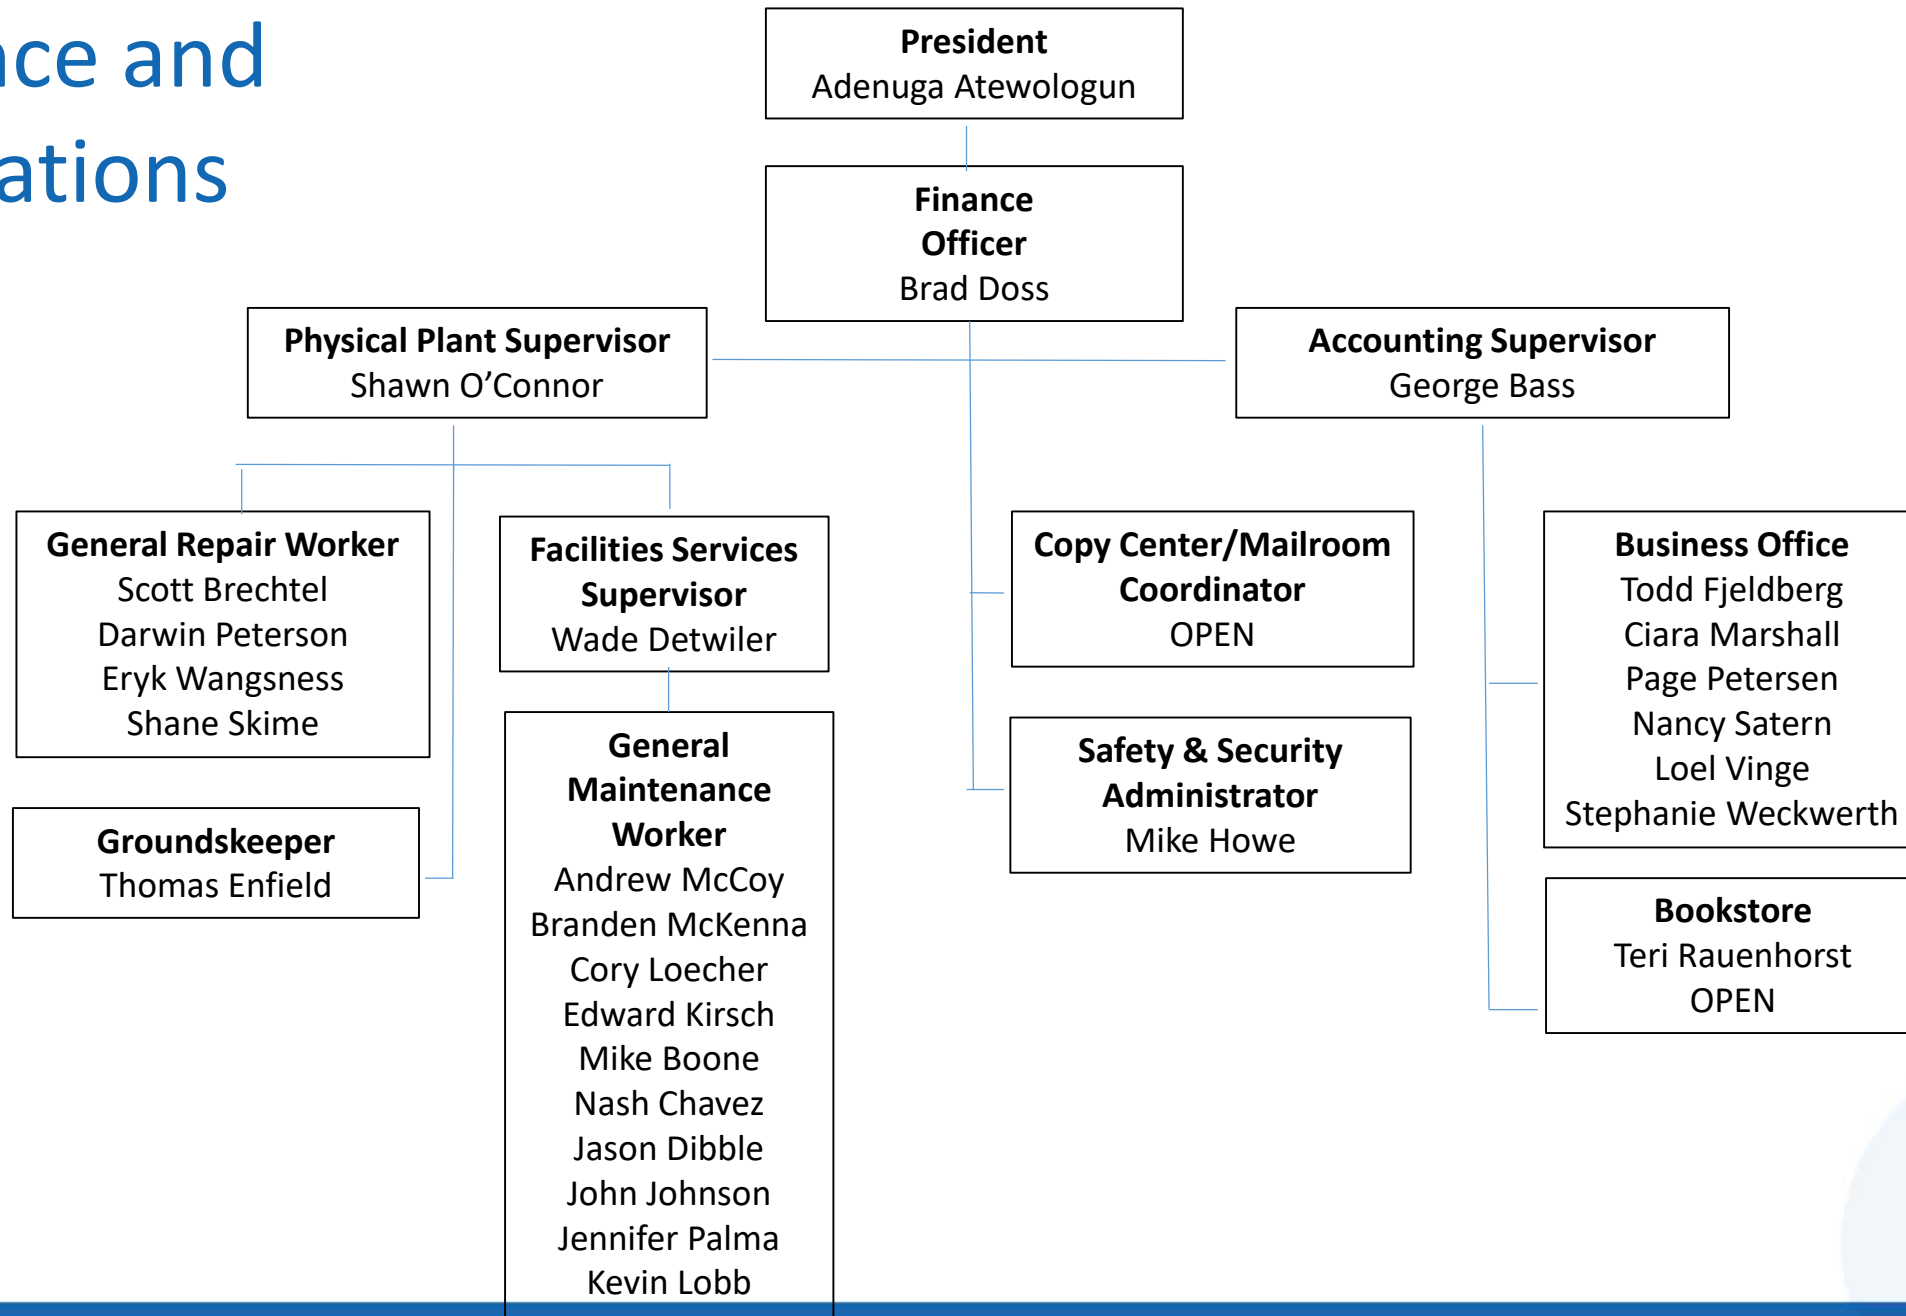 nce and
ations
President
Adenuga Atewologun
Finance
Officer
Brad Doss
Physical Plant Supervisor
Shawn O’Connor
Accounting Supervisor
George Bass
General Repair Worker
Scott Brechtel
Darwin Peterson
Eryk Wangsness
Shane Skime
Groundskeeper
Thomas Enfield
Facilities Services
Supervisor
Wade Detwiler
General
Maintenance
Worker
Andrew McCoy
Branden McKenna
Cory Loecher
Edward Kirsch
Mike Boone
Nash Chavez
Jason Dibble
John Johnson
Jennifer Palma
Kevin Lobb
Copy Center/Mailroom
Coordinator
OPEN
Safety & Security
Administrator
Mike Howe
Business Office
Todd Fjeldberg
Ciara Marshall
Page Petersen
Nancy Satern
Loel Vinge
Stephanie Weckwerth
Bookstore
Teri Rauenhorst
OPEN